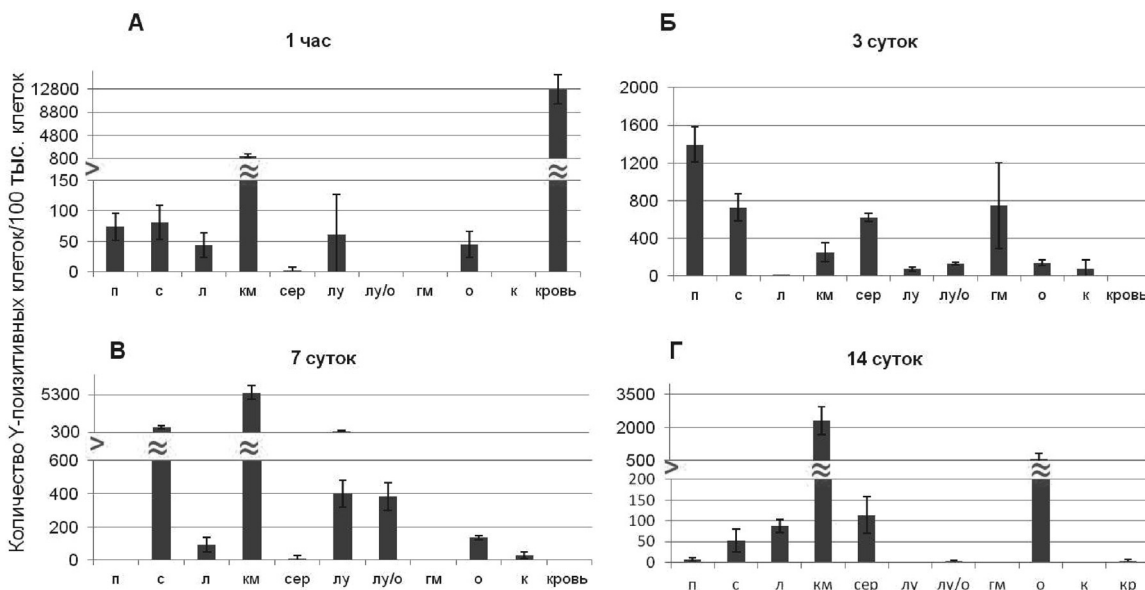 Количество Y-поизитивных клеток/100 тыс. клеток
А
1 час
12800
8800
4800
800
150
100
50
0
п с л км сер лу лу/о гм о к кровь
Б
3 суток
2000
1600
1200
800
400
0
п с л км сер лу лу/о гм о к кровь
В
7 суток
5300
300
600
400
200
0
п с л км сер лу лу/о гм о к кровь
Г
14 суток
3500
2000
500
200
150
100
50
0
п с л км сер лу лу/о гм о к кр